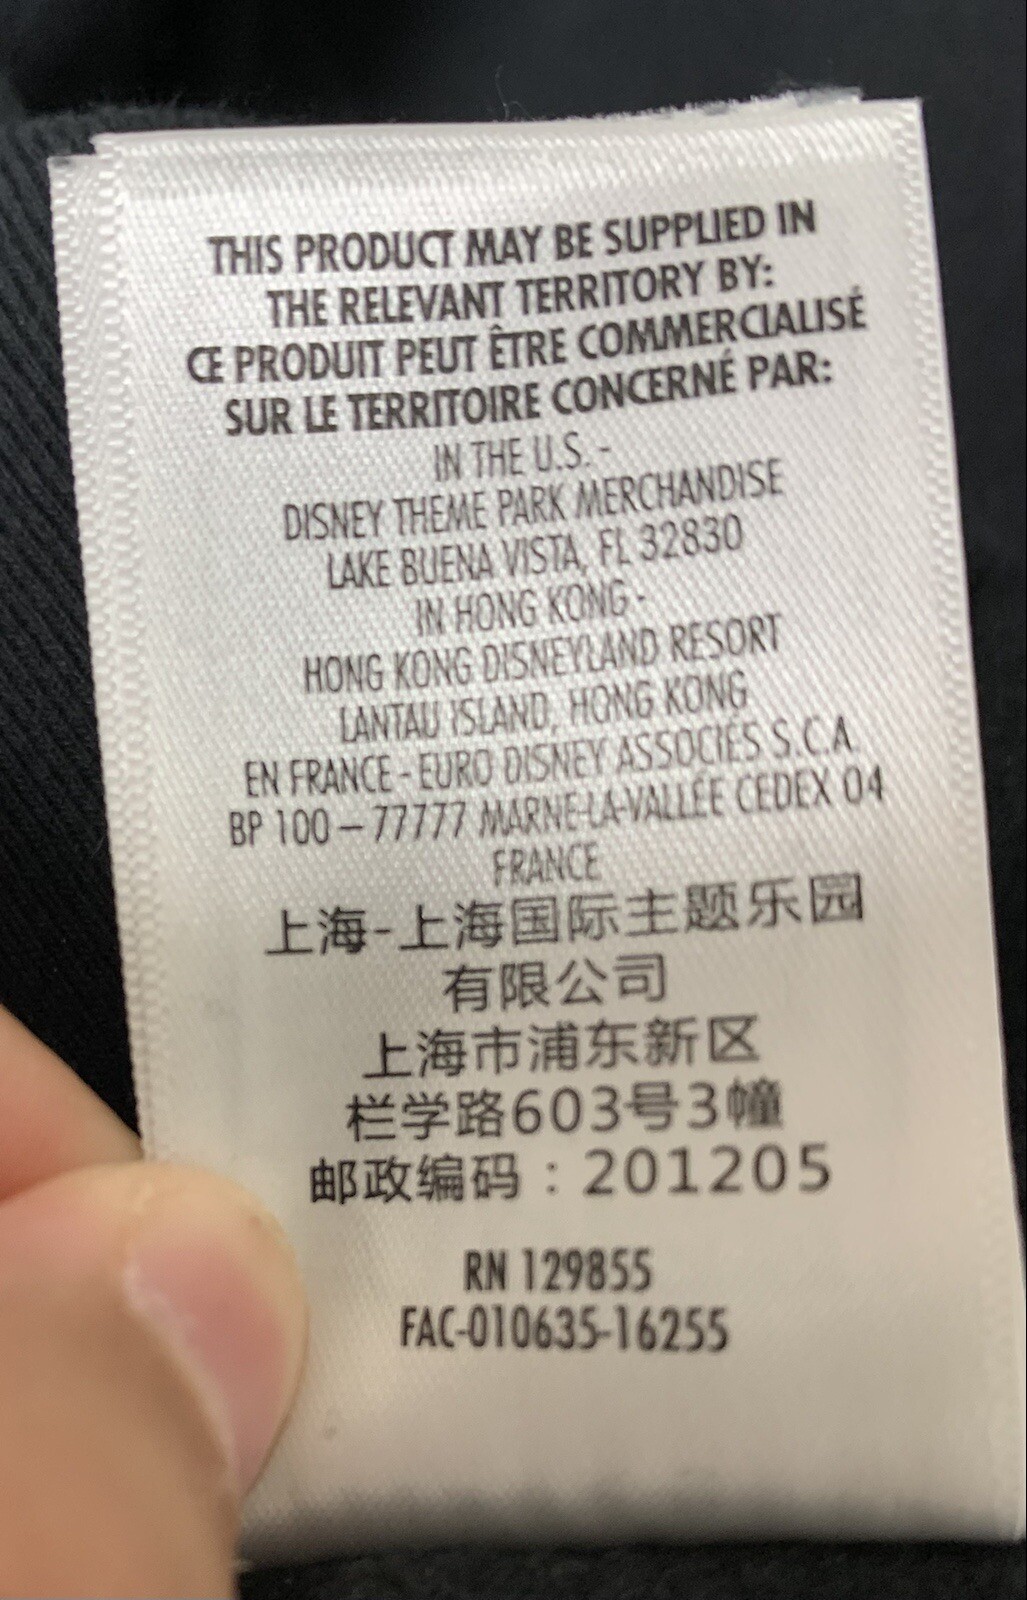 THIS PRODUCT MAY BE SUPPLIED IN
THE RELEVANT TERRITORY BY:
CE PRODUIT PEUT ÊTRE COMMERCIALISÉ
SUR LE TERRITOIRE CONCERNÉ PAR:
IN THE U.S. -
DISNEY THEME PARK MERCHANDISE
LAKE BUENA VISTA, FL 32830
IN HONG KONG -
HONG KONG DISNEYLAND RESORT
LANTAU ISLAND, HONG KONG
EN FRANCE - EURO DISNEY ASSOCIÉS S.C.A.
BP 100 – 77777 MARNE-LA-VALLÉE CEDEX 04
FRANCE
上海-上海国际主题乐园
有限公司
上海市浦东新区
栏学路603号3幢
邮政编码：201205
RN 129855
FAC-010635-16255